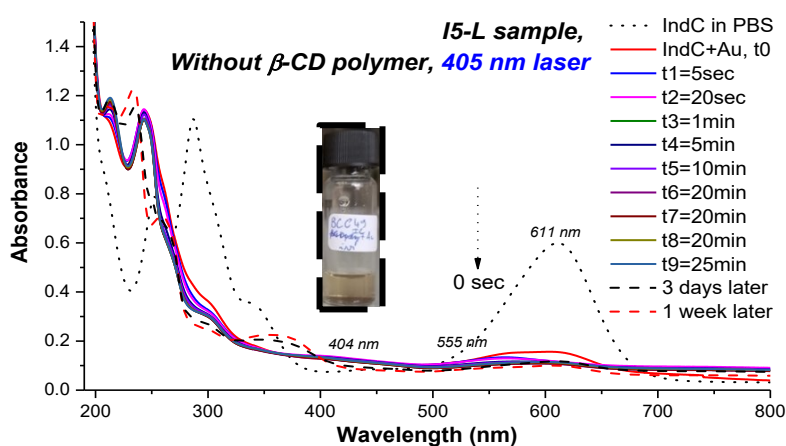 I5-L sample,
Without β-CD polymer, 405 nm laser
IndC in PBS
IndC+Au, t0
t1=5sec
t2=20sec
t3=1min
t4=5min
t5=10min
t6=20min
t7=20min
t8=20min
t9=25min
3 days later
1 week later
611 nm
0 sec
404 nm
555 nm
Absorbance
1.4
1.2
1.0
0.8
0.6
0.4
0.2
0.0
200
300
400
500
600
700
800
Wavelength (nm)